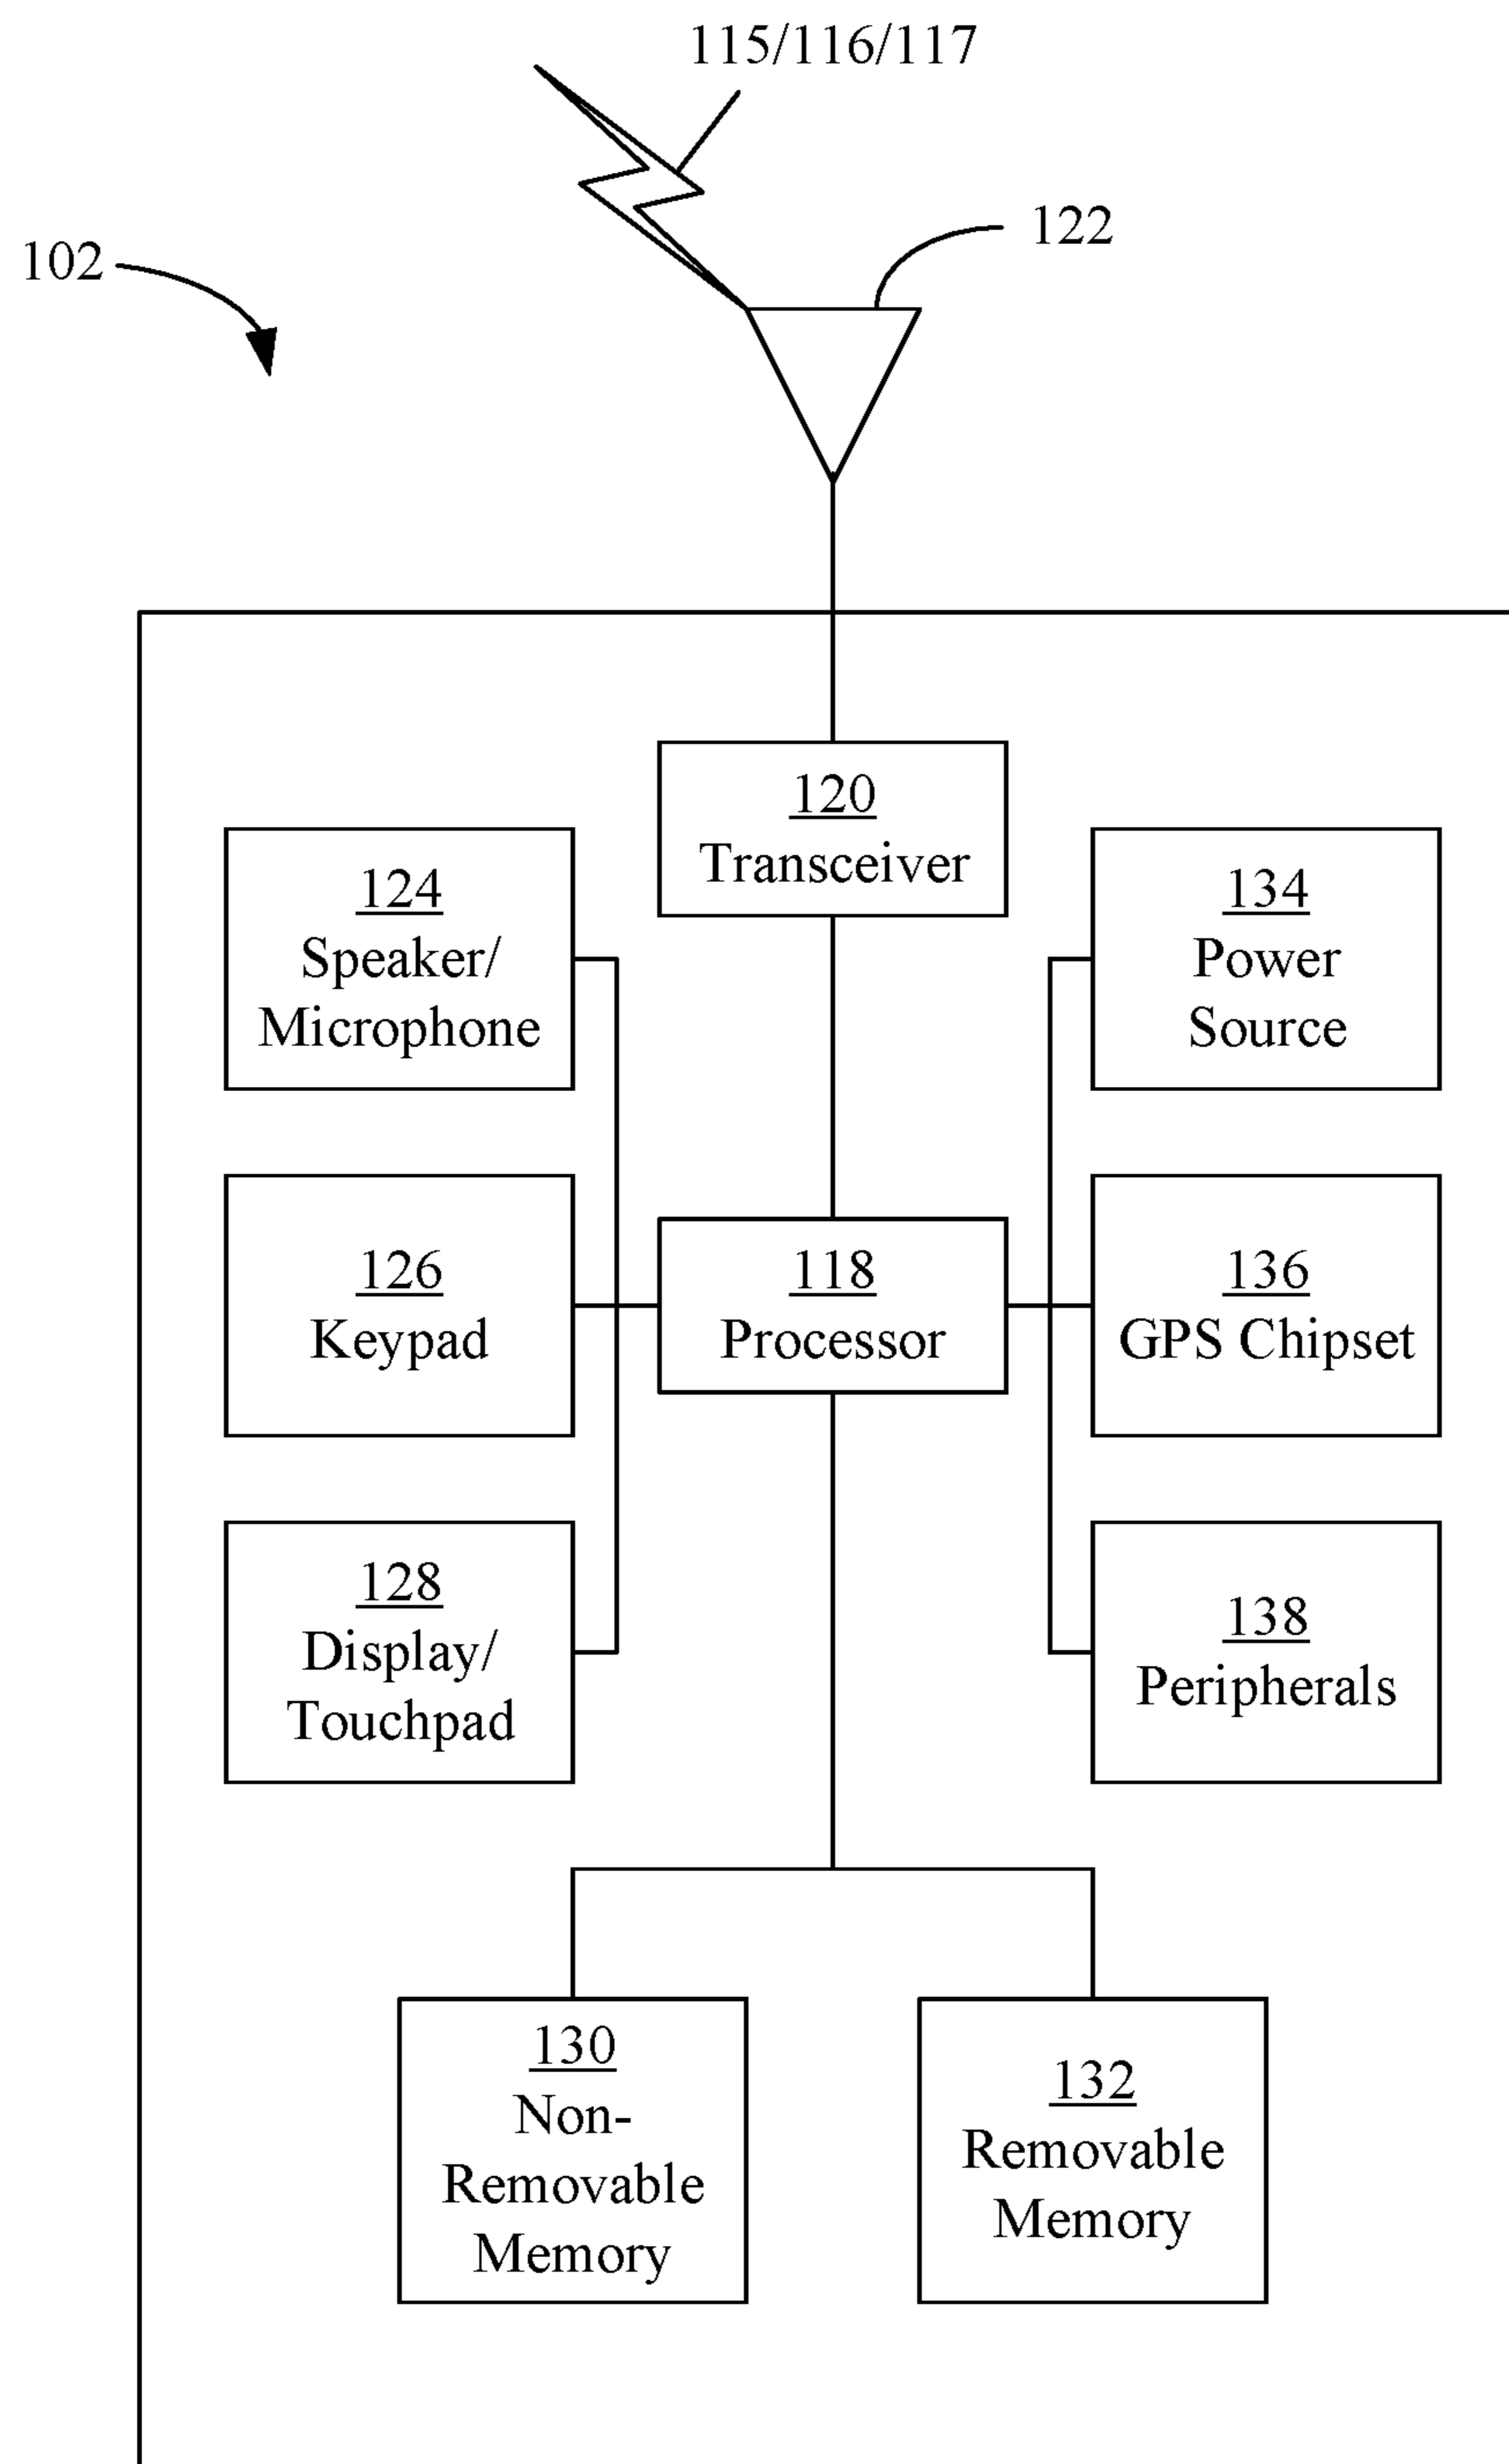 115/116/117
122
102
120
Transceiver
124
Speaker/
Microphone
134
Power
Source
126
Keypad
118
Processor
136
GPS Chipset
128
Display/
Touchpad
138
Peripherals
130
Non-
Removable
Memory
132
Removable
Memory